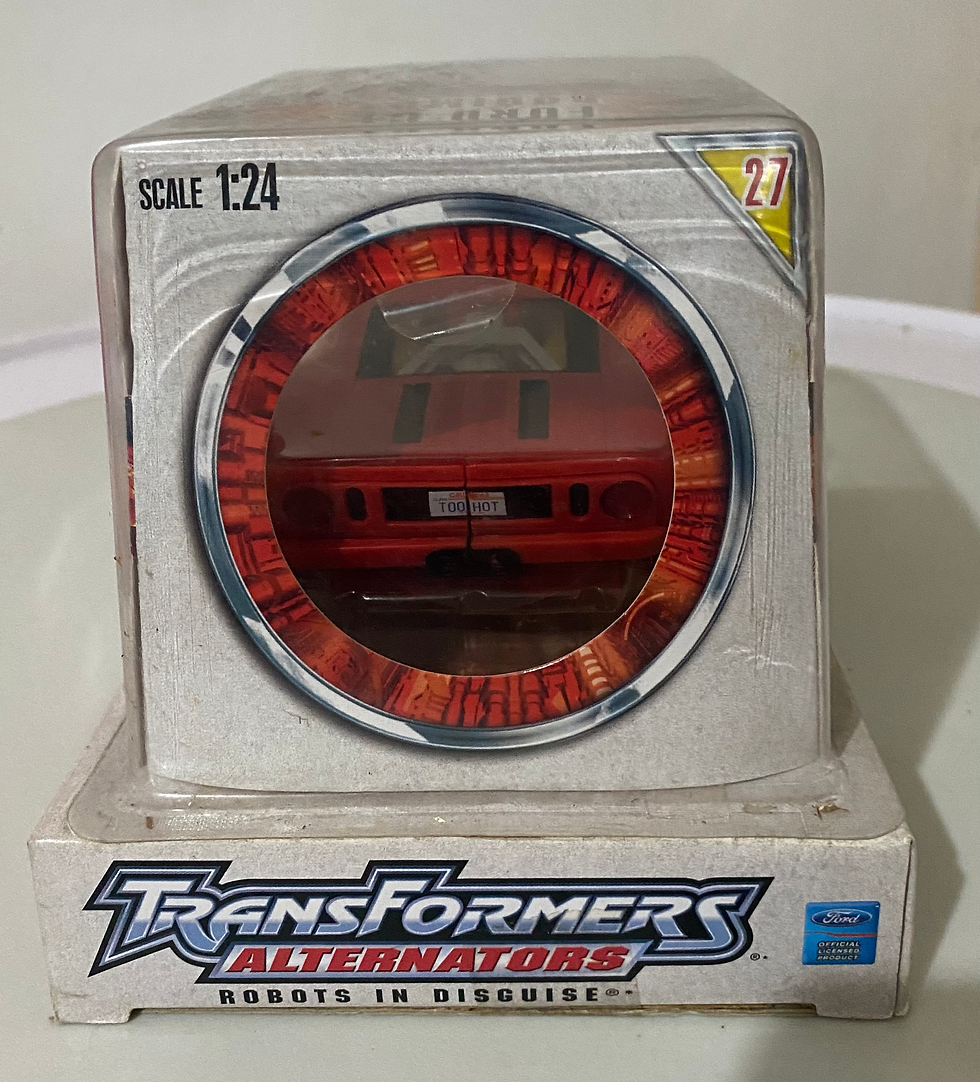 SCALE 1:24
27
TOO HOT
TRANSFORMERS
ALTERNATORS
ROBOTS IN DISGUISE®•
®•
Ford
OFFICIAL
LICENSED
PRODUCT